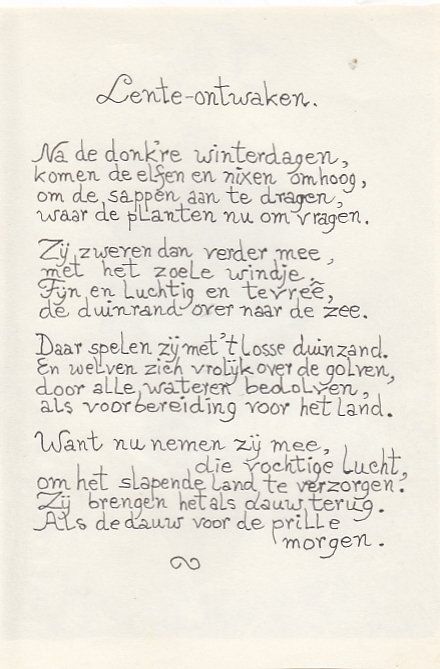 Lente-ontwaken.
Na de donk're winterdagen,
komen de elfen en nixen omhoog,
om de sappen aan te dragen,
waar de planten nu om vragen.
Zij zweren dan verder mee,
met het zoele windje.
Fijn en luchtig en tevreê,
de duinrand over naar de zee.
Daar spelen zij met 't losse duinzand.
En welven zich vrolijk over de golven,
door alle wateren bedolven,
als voorbereiding voor het land.
Want nu nemen zij mee,
die vochtige lucht,
om het slapende land te verzorgen.
Zij brengen het als dauw terug.
Als de dauw voor de prille
morgen.